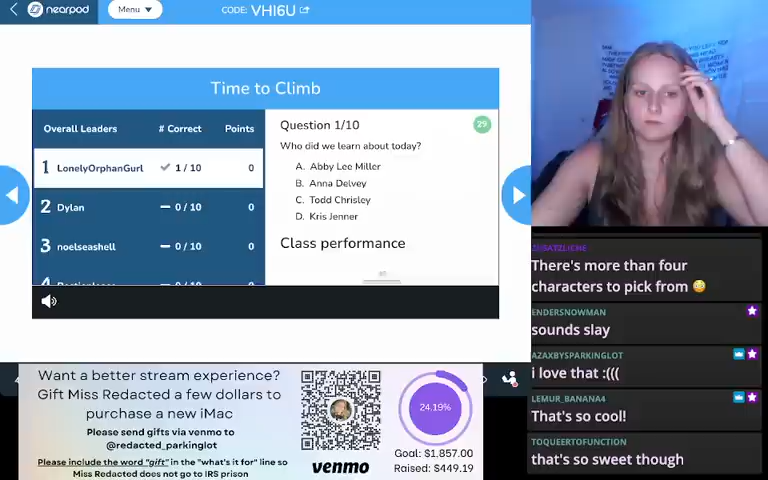 nearpod
Menu
CODE: VHI6U
Time to Climb
Overall Leaders # Correct Points
1 LonelyOrphanGurl 1 / 10 0
2 Dylan 0 / 10 0
3 noelseashell 0 / 10 0
Question 1/10
29
Who did we learn about today?
A. Abby Lee Miller
B. Anna Delvey
C. Todd Chrisley
D. Kris Jenner
Class performance
There's more than four
characters to pick from 😳
ENDERSNOWMAN
sounds slay
AZAXBYSPARKINGLOT
i love that :(((
LEMUR_BANANA4
That's so cool!
TOQUEERTOFUNCTION
that's so sweet though
Want a better stream experience?
Gift Miss Redacted a few dollars to
purchase a new iMac
Please send gifts via venmo to
@redacted_parkinglot
Please include the word "gift" in the "what's it for" line so
Miss Redacted does not go to IRS prison
venmo
24.19%
Goal: $1,857.00
Raised: $449.19